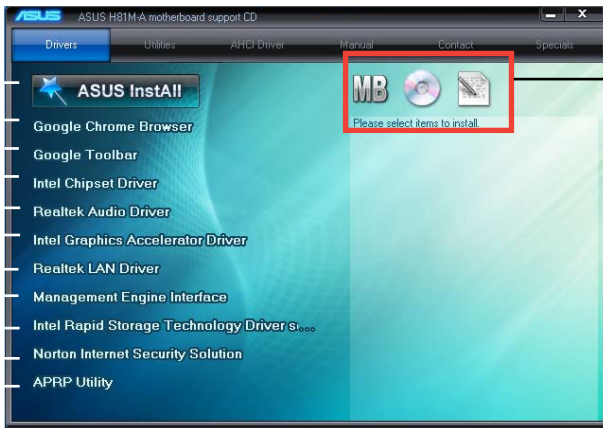 ASUS ASUS H81M-A motherboard support CD
Drivers Utilities AHCI Driver Manual Contact Specials
ASUS InstAll
MB
Please select items to install.
Google Chrome Browser
Google Toolbar
Intel Chipset Driver
Realtek Audio Driver
Intel Graphics Accelerator Driver
Realtek LAN Driver
Management Engine Interface
Intel Rapid Storage Technology Driver s...
Norton Internet Security Solution
APRP Utility